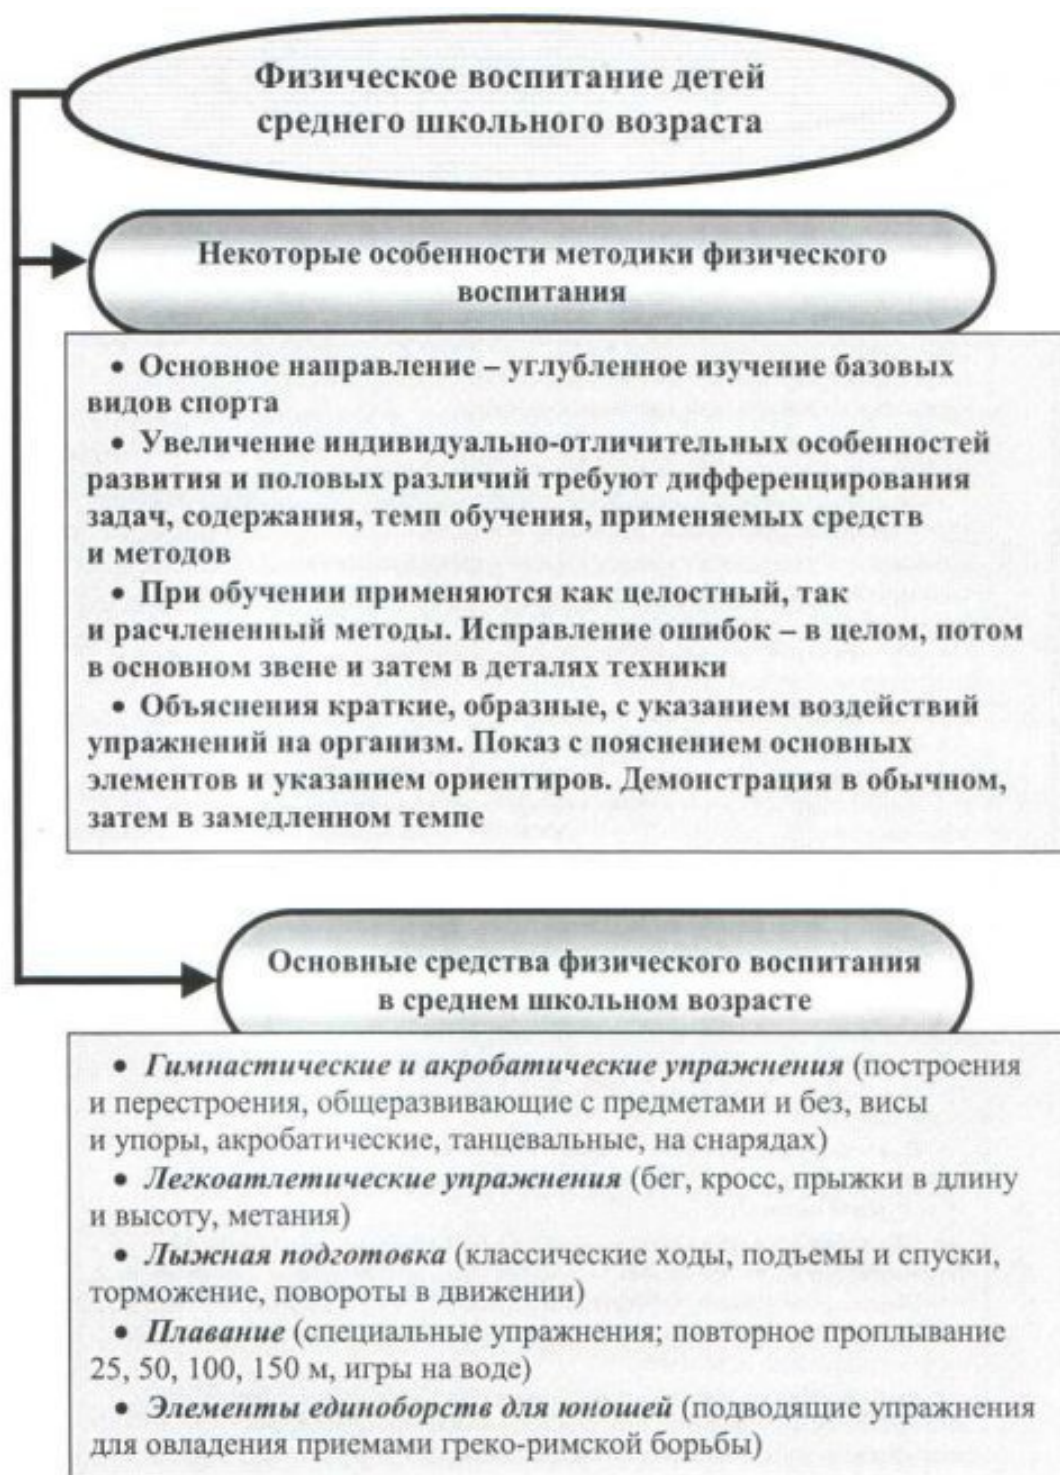 Физическое воспитание детей
среднего школьного возраста
Некоторые особенности методики физического
воспитания
• Основное направление – углубленное изучение базовых
видов спорта
• Увеличение индивидуально-отличительных особенностей
развития и половых различий требуют дифференцирования
задач, содержания, темп обучения, применяемых средств
и методов
• При обучении применяются как целостный, так
и расчлененный методы. Исправление ошибок – в целом, потом
в основном звене и затем в деталях техники
• Объяснения краткие, образные, с указанием воздействий
упражнений на организм. Показ с пояснением основных
элементов и указанием ориентиров. Демонстрация в обычном,
затем в замедленном темпе
Основные средства физического воспитания
в среднем школьном возрасте
• Гимнастические и акробатические упражнения (построения
и перестроения, общеразвивающие с предметами и без, висы
и упоры, акробатические, танцевальные, на снарядах)
• Легкоатлетические упражнения (бег, кросс, прыжки в длину
и высоту, метания)
• Лыжная подготовка (классические ходы, подъемы и спуски,
торможение, повороты в движении)
• Плавание (специальные упражнения; повторное проплывание
25, 50, 100, 150 м, игры на воде)
• Элементы единоборств для юношей (подводящие упражнения
для овладения приемами греко-римской борьбы)